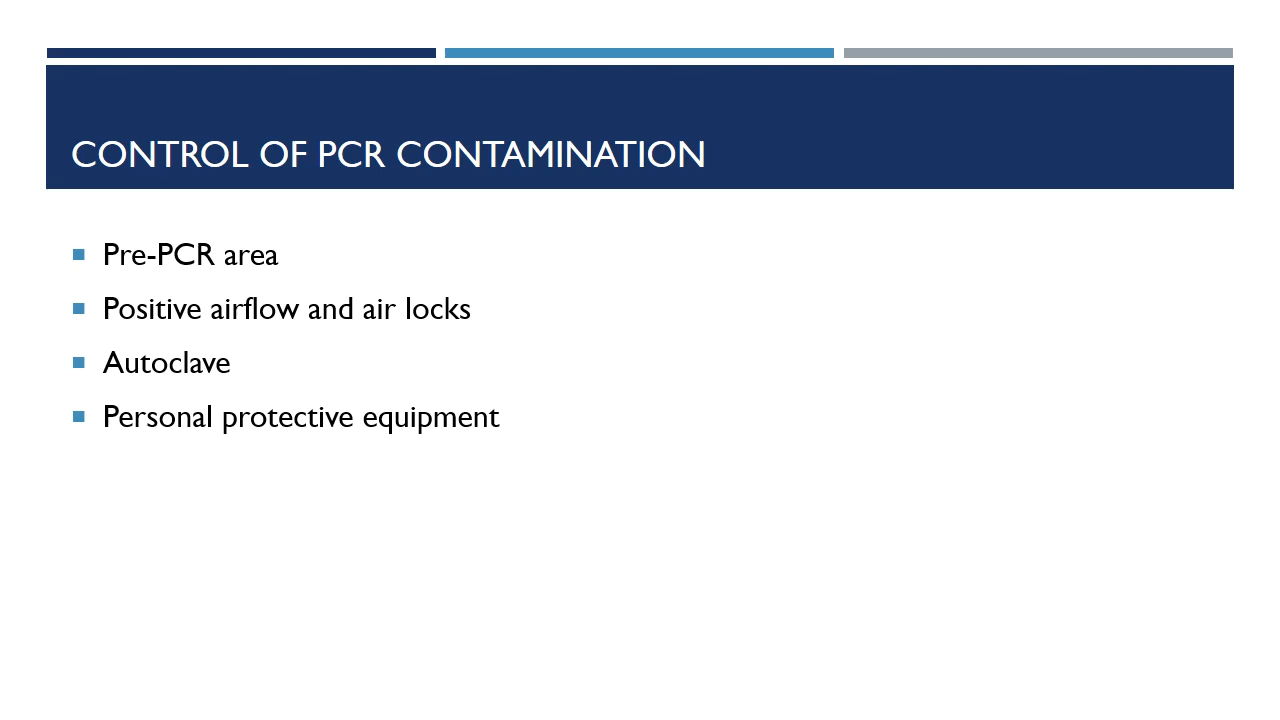 CONTROL OF PCR CONTAMINATION
Pre-PCR area
Positive airflow and air locks
Autoclave
Personal protective equipment